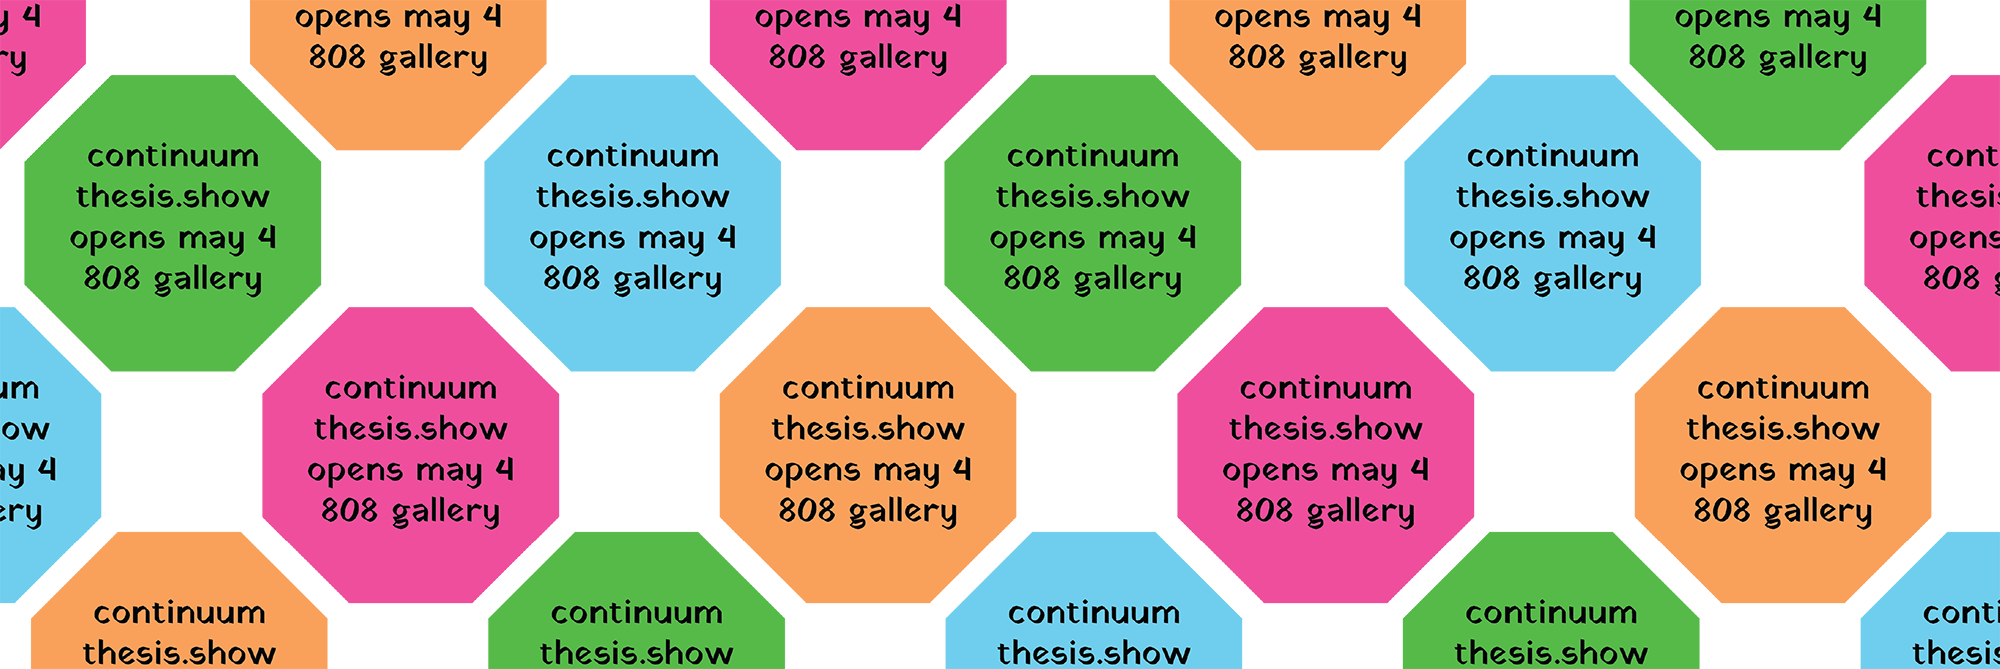 y 4
ry
opens may 4
808 gallery
opens may 4
808 gallery
opens may 4
808 gallery
opens may 4
808 gallery
continuum
thesis.show
opens may 4
808 gallery
continuum
thesis.show
opens may 4
808 gallery
continuum
thesis.show
opens may 4
808 gallery
continuum
thesis.show
opens may 4
808 gallery
cont
thesis
opens
808 g
um
ow
ay 4
ery
continuum
thesis.show
opens may 4
808 gallery
continuum
thesis.show
opens may 4
808 gallery
continuum
thesis.show
opens may 4
808 gallery
continuum
thesis.show
opens may 4
808 gallery
continuum
thesis.show
continuum
thesis.show
continuum
thesis.show
continuum
thesis.show
conti
thesis